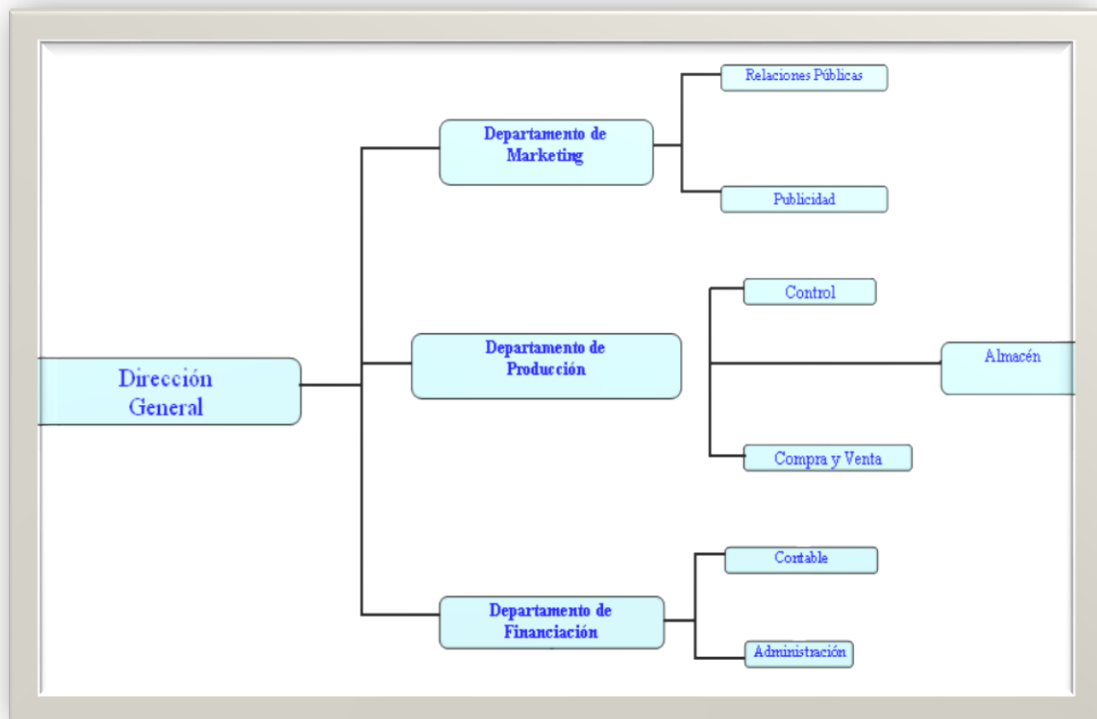 Relaciones Públicas
Departamento de
Marketing
Publicidad
Control
Departamento de
Producción
Almacén
Dirección
General
Compra y Venta
Contable
Departamento de
Financiación
Administración